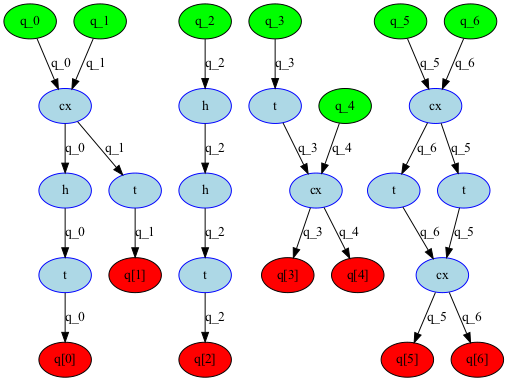 q_0 q_1 q_2 q_3 q_5 q_6
q_0 q_1 q_2 q_3 q_5 q_6
cx h t q_4 cx
q_0 q_1 q_2 q_3 q_4 q_6 q_5
h t h cx t t
q_0 q_1 q_2 q_3 q_4 q_6 q_5
t q[1] t q[3] q[4] cx
q_0 q_2 q_5 q_6
q[0] q[2] q[5] q[6]